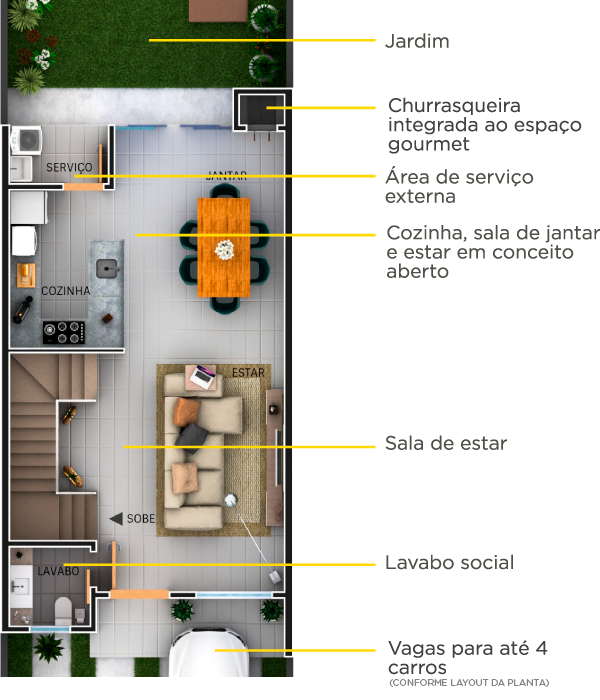 Jardim
Churrasqueira
integrada ao espaço
gourmet
SERVIÇO
JANTAR
Área de serviço
externa
Cozinha, sala de jantar
e estar em conceito
aberto
COZINHA
ESTAR
Sala de estar
SOBE
LAVABO
Lavabo social
Vagas para até 4
carros
(CONFORME LAYOUT DA PLANTA)